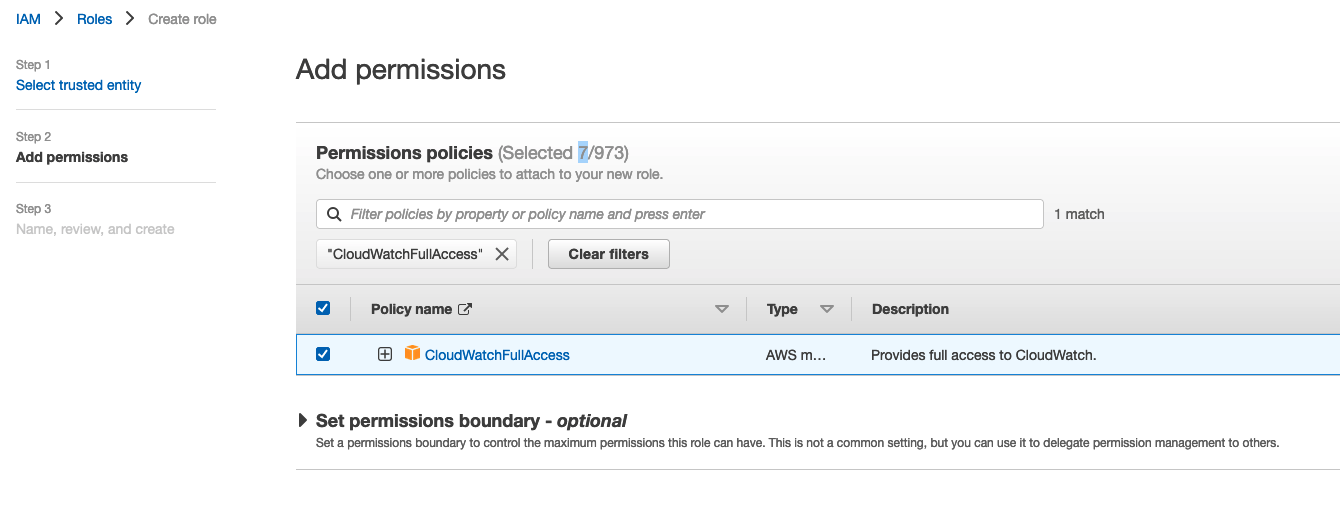 IAM > Roles > Create role
Step 1
Select trusted entity
Step 2
Add permissions
Step 3
Name, review, and create
Add permissions
Permissions policies (Selected 7/973)
Choose one or more policies to attach to your new role.
Filter policies by property or policy name and press enter
1 match
"CloudWatchFullAccess"
Clear filters
Policy name Type Description
CloudWatchFullAccess AWS m... Provides full access to CloudWatch.
Set permissions boundary - optional
Set a permissions boundary to control the maximum permissions this role can have. This is not a common setting, but you can use it to delegate permission management to others.